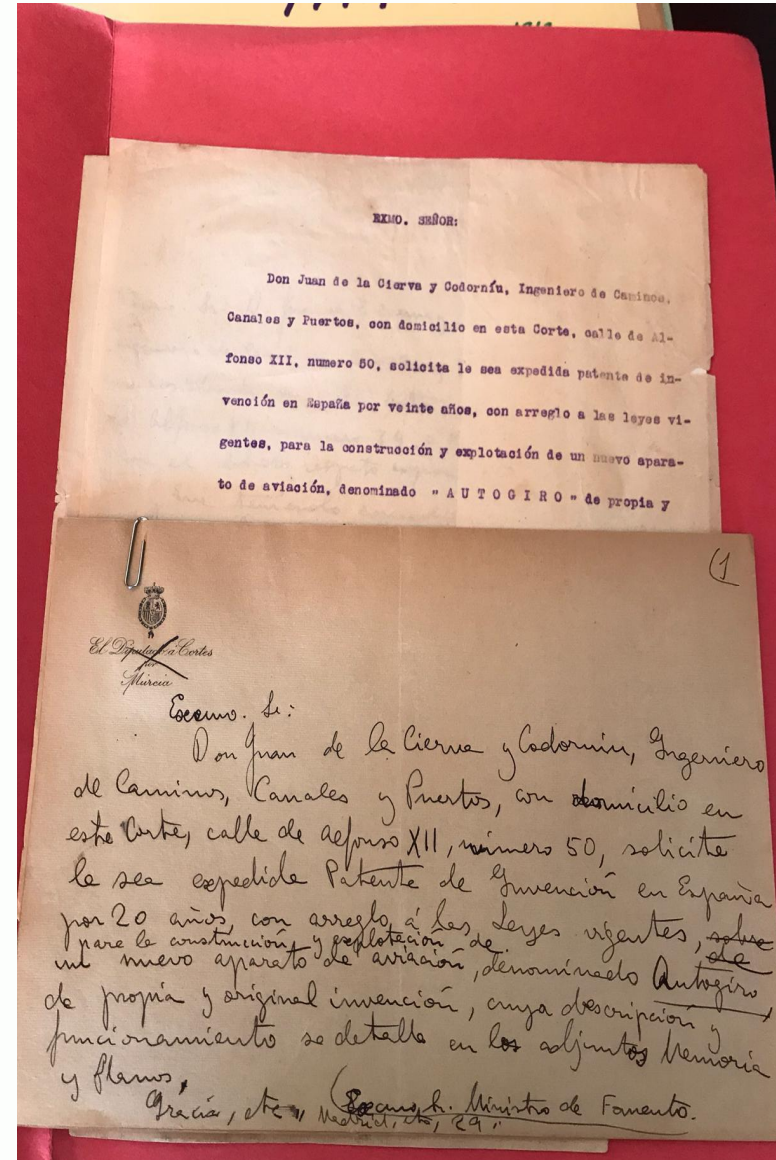 EXMO. SEÑOR:
Don Juan de la Cierva y Codorníu, Ingeniero de Caminos,
Canales y Puertos, con domicilio en esta Corte, calle de Al-
fonso XII, numero 50, solicita le sea expedida patente de in-
vención en España por veinte años, con arreglo a las leyes vi-
gentes, para la construcción y explotación de un nuevo apara-
to de aviación, denominado " A U T O G I R O " de propia y
(1
El Diputado à Cortes
por
Murcia
Excmo. Sr:
Don Juan de la Cierva y Codorniu, Ingeniero
de Caminos, Canales y Puertos, con domicilio en
esta Corte, calle de Alfonso XII, número 50, solicita
le sea expedida Patente de Invención en España
por 20 años, con arreglo á las Leyes vigentes, sobre
para la construcción y explotación de de
un nuevo aparato de aviación, denominado Autogiro,
de propia y original invención, cuya descripción y
funcionamiento se detalla en los adjuntos Memoria
y Planos,
Gracia, etc " Madrid, etc, 29 "
(Excmo Sr. Ministro de Fomento.